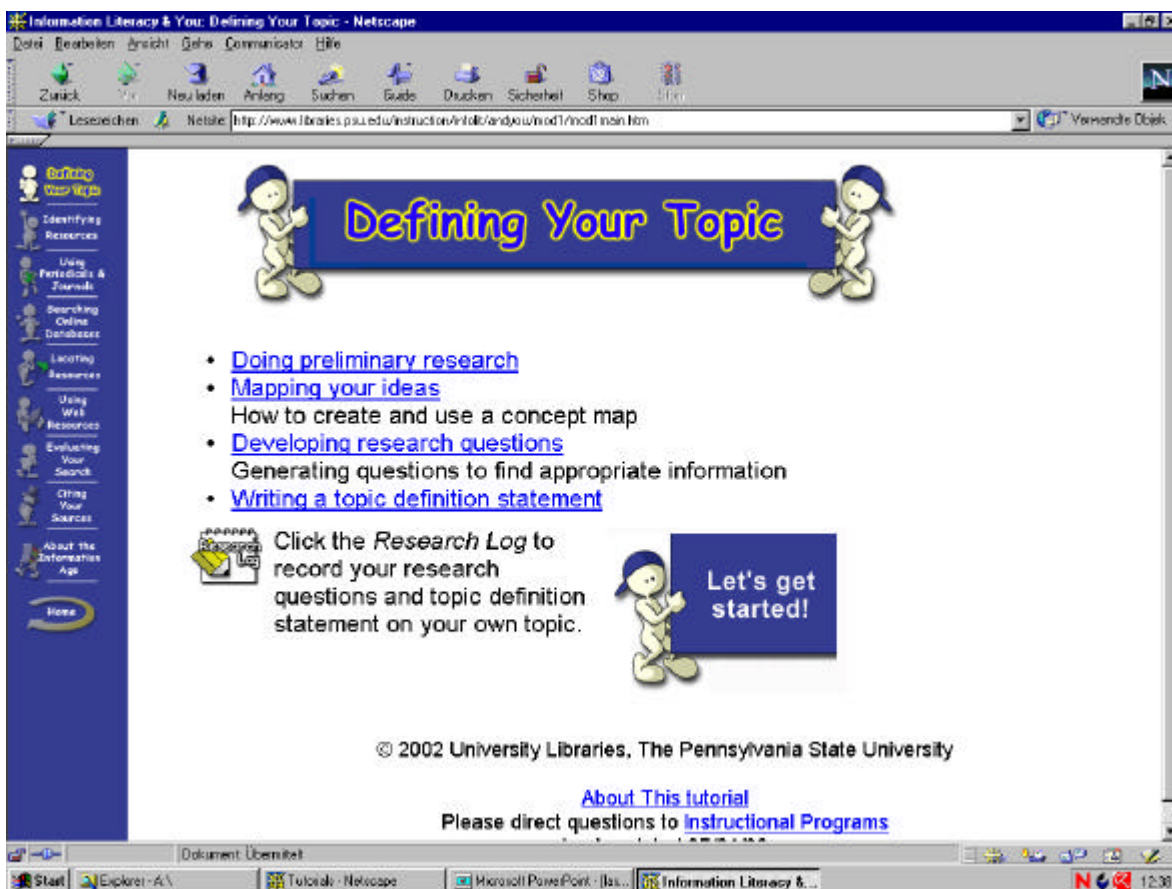 Information Literacy & You: Defining Your Topic - Netscape
Datei Bearbeiten Ansicht Gehe Communicator Hilfe
Zurück Neu laden Anfang Suchen Guide Drucken Sicherheit Shop
Lesezeichen Netsite: http://www.libraries.psu.edu/instruction/infolit/andyou/mod1/mod1main.htm Verwandte Objek
Defining
Your Topic
Identifying
Resources
Using
Periodicals &
Journals
Searching
Online
Databases
Locating
Resources
Using
Web
Resources
Evaluating
Your
Search
Citing
Your
Sources
About the
Information
Age
Home
Defining Your Topic
• Doing preliminary research
• Mapping your ideas
How to create and use a concept map
• Developing research questions
Generating questions to find appropriate information
• Writing a topic definition statement
Research
Log
Click the Research Log to
record your research
questions and topic definition
statement on your own topic.
Let's get
started!
© 2002 University Libraries, The Pennsylvania State University
About This tutorial
Please direct questions to Instructional Programs
Dokument: Übermittelt
Start Explorer - A:\ Tutorials - Netscape Microsoft PowerPoint - [las... Information Literacy &... 12:38